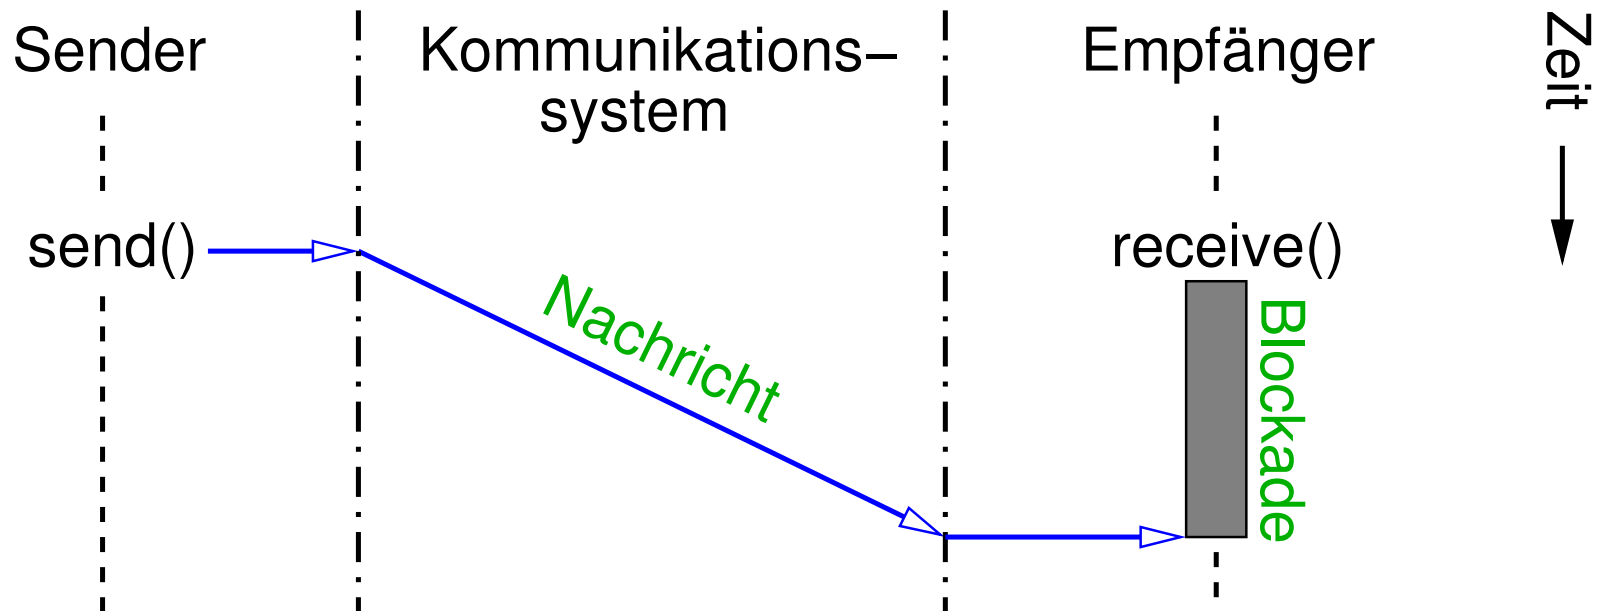 Sender
Kommunikations–
system
Empfänger
Zeit
send()
receive()
Nachricht
Blockade